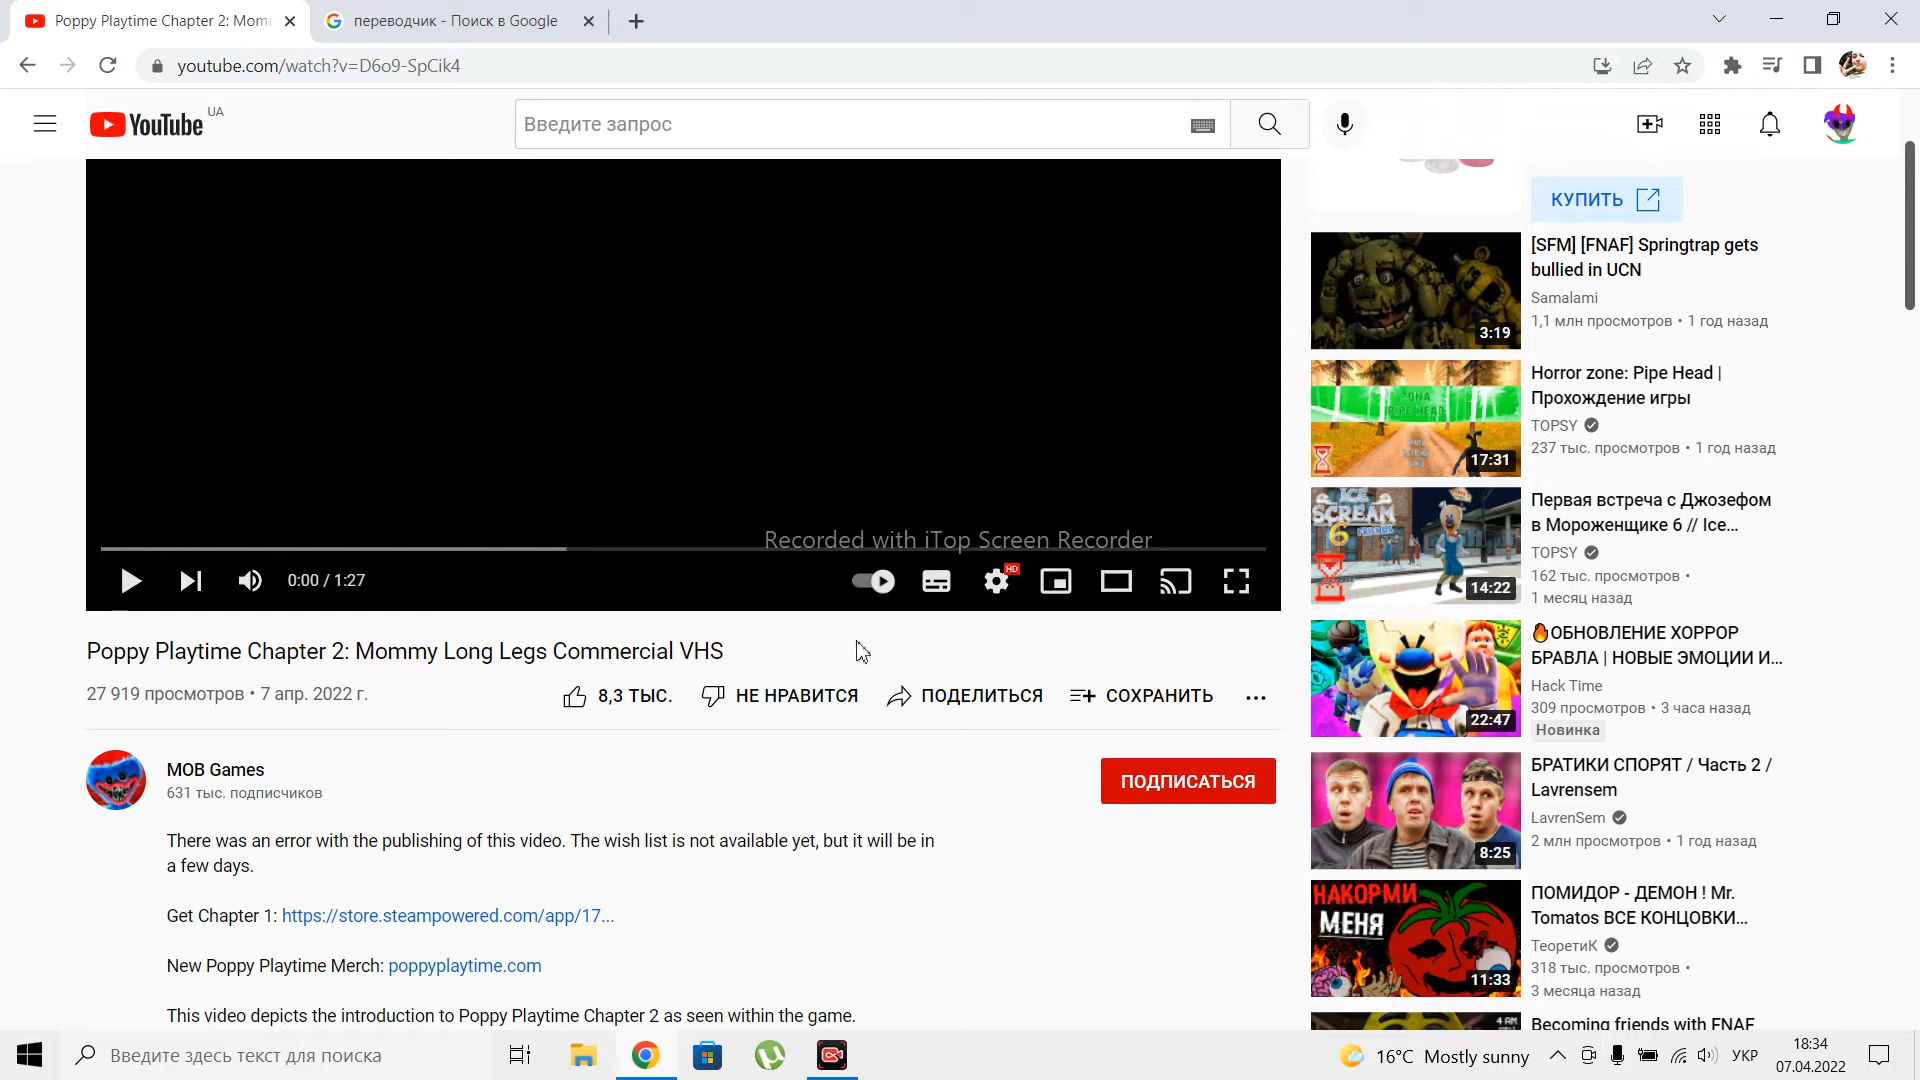 Poppy Playtime Chapter 2: Mom
переводчик - Поиск в Google
youtube.com/watch?v=D6o9-SpCik4
YouTube UA
Введите запрос
КУПИТЬ
Recorded with iTop Screen Recorder
0:00 / 1:27
HD
Poppy Playtime Chapter 2: Mommy Long Legs Commercial VHS
27 919 просмотров • 7 апр. 2022 г.
8,3 ТЫС.
НЕ НРАВИТСЯ
ПОДЕЛИТЬСЯ
СОХРАНИТЬ
MOB Games
631 тыс. подписчиков
ПОДПИСАТЬСЯ
There was an error with the publishing of this video. The wish list is not available yet, but it will be in
a few days.
Get Chapter 1: https://store.steampowered.com/app/17...
New Poppy Playtime Merch: poppyplaytime.com
This video depicts the introduction to Poppy Playtime Chapter 2 as seen within the game.
3:19
[SFM] [FNAF] Springtrap gets
bullied in UCN
Samalami
1,1 млн просмотров • 1 год назад
ZONA
PIPE HEAD
17:31
Horror zone: Pipe Head |
Прохождение игры
TOPSY
237 тыс. просмотров • 1 год назад
ICE
SCREAM
6 FRIENDS
14:22
Первая встреча с Джозефом
в Мороженщике 6 // Ice...
TOPSY
162 тыс. просмотров •
1 месяц назад
22:47
🔥ОБНОВЛЕНИЕ ХОРРОР
БРАВЛА | НОВЫЕ ЭМОЦИИ И...
Hack Time
309 просмотров • 3 часа назад
Новинка
8:25
БРАТИКИ СПОРЯТ / Часть 2 /
Lavrensem
LavrenSem
2 млн просмотров • 1 год назад
НАКОРМИ
МЕНЯ
11:33
ПОМИДОР - ДЕМОН ! Mr.
Tomatos ВСЕ КОНЦОВКИ...
ТеоретиК
318 тыс. просмотров •
3 месяца назад
4 AM
Becoming friends with FNAF
Введите здесь текст для поиска
16°C Mostly sunny
УКР
18:34
07.04.2022